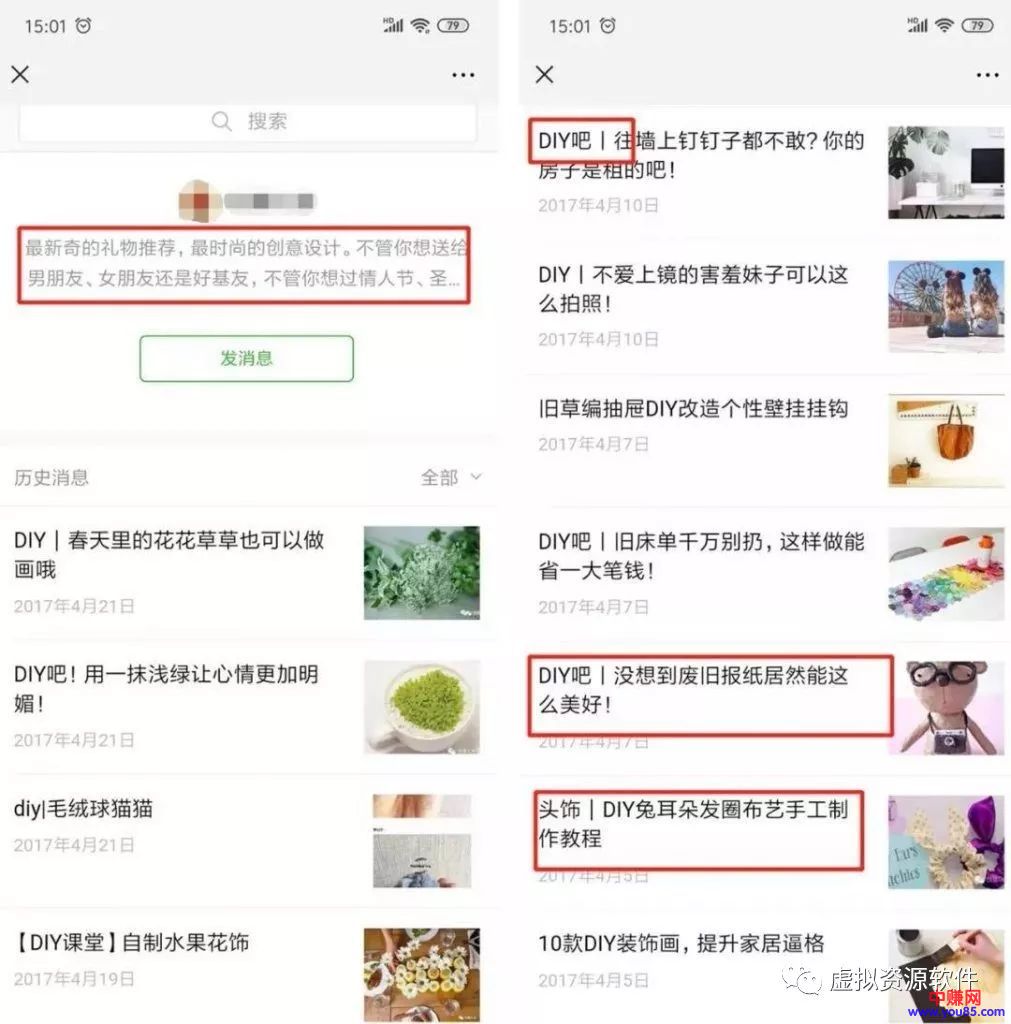 15:01
HD
79
搜索
最新奇的礼物推荐，最时尚的创意设计。不管你想送给
男朋友、女朋友还是好基友，不管你想过情人节、圣...
发消息
历史消息
全部
DIY丨春天里的花花草草也可以做
画哦
2017年4月21日
DIY吧！用一抹浅绿让心情更加明
媚！
2017年4月21日
diy|毛绒球猫猫
2017年4月21日
【DIY课堂】自制水果花饰
2017年4月19日
15:01
HD
79
DIY吧丨往墙上钉钉子都不敢？你的
房子是租的吧！
2017年4月10日
DIY丨不爱上镜的害羞妹子可以这
么拍照！
2017年4月10日
旧草编抽屉DIY改造个性壁挂挂钩
2017年4月7日
DIY吧丨旧床单千万别扔，这样做能
省一大笔钱！
2017年4月7日
DIY吧丨没想到废旧报纸居然能这
么美好！
2017年4月7日
头饰丨DIY兔耳朵发圈布艺手工制
作教程
2017年4月5日
10款DIY装饰画，提升家居逼格
2017年4月5日
虚拟资源软件
中赚网
www.you85.com